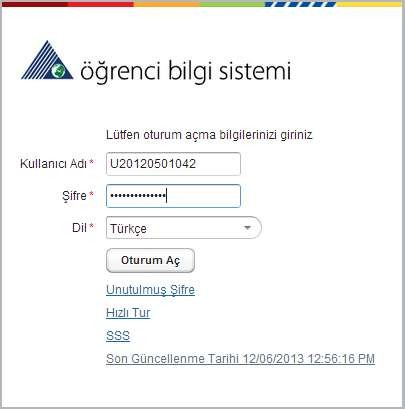 öğrenci bilgi sistemi
Lütfen oturum açma bilgilerinizi giriniz
Kullanıcı Adı * U20120501042
Şifre * ••••••••••••••
Dil * Türkçe
Oturum Aç
Unutulmuş Şifre
Hızlı Tur
SSS
Son Güncellenme Tarihi 12/06/2013 12:56:16 PM